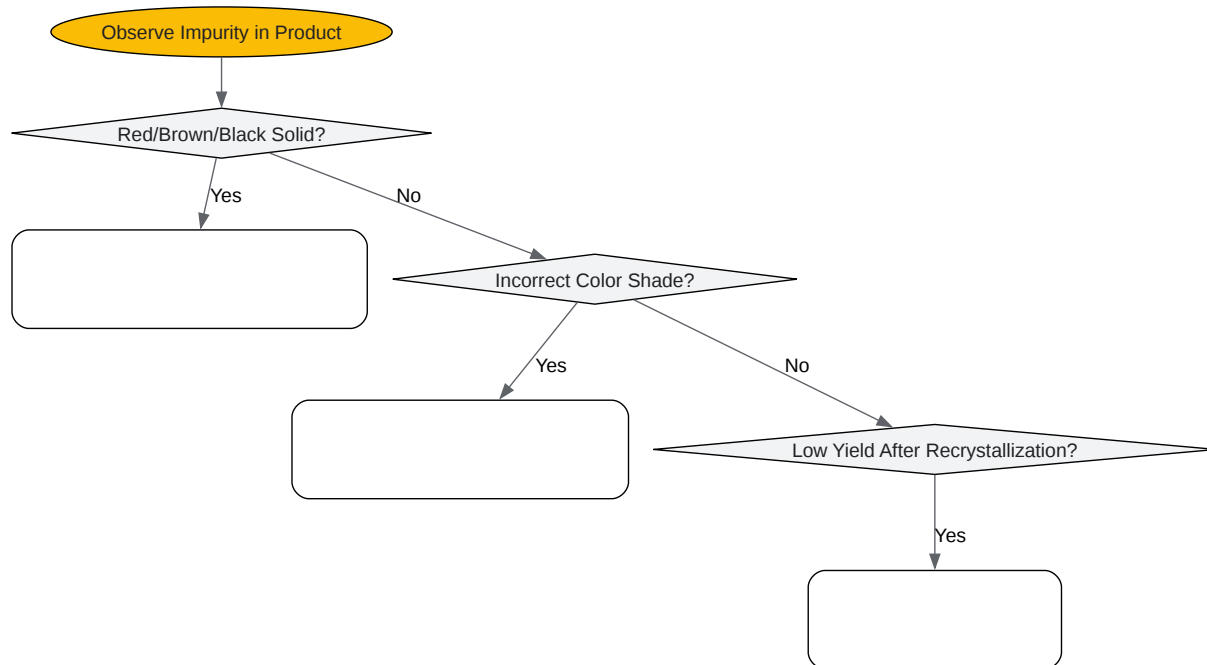 Observe Impurity in Product
Red/Brown/Black Solid?
Yes
No
Incorrect Color Shade?
Yes
No
Low Yield After Recrystallization?
Yes